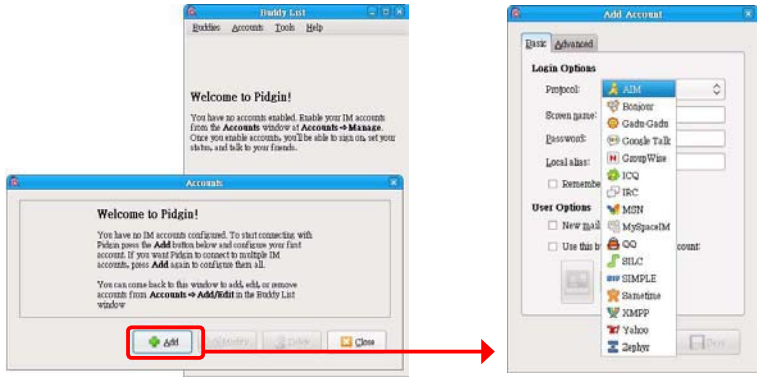 Buddy List
Buddies Accounts Tools Help
Welcome to Pidgin!
You have no accounts enabled. Enable your IM accounts
from the Accounts window at Accounts→Manage.
Once you enable accounts, you'll be able to sign on, set your
status, and talk to your friends.
Accounts
Welcome to Pidgin!
You have no IM accounts configured. To start connecting with
Pidgin press the Add button below and configure your first
account. If you want Pidgin to connect to multiple IM
accounts, press Add again to configure them all.
You can come back to this window to add, edit, or remove
accounts from Accounts→Add/Edit in the Buddy List
window
Add Modify Delete Close
Add Account
Basic Advanced
Login Options
Protocol: AIM
Bonjour
Screen name:
Gadu-Gadu
Password: Google Talk
Local alias: GroupWise
ICQ
Remembe
IRC
User Options MSN
New mail MySpaceIM
Use this b QQ count:
SILC
SIMPLE
Sametime
XMPP
Yahoo
Zephyr
Save